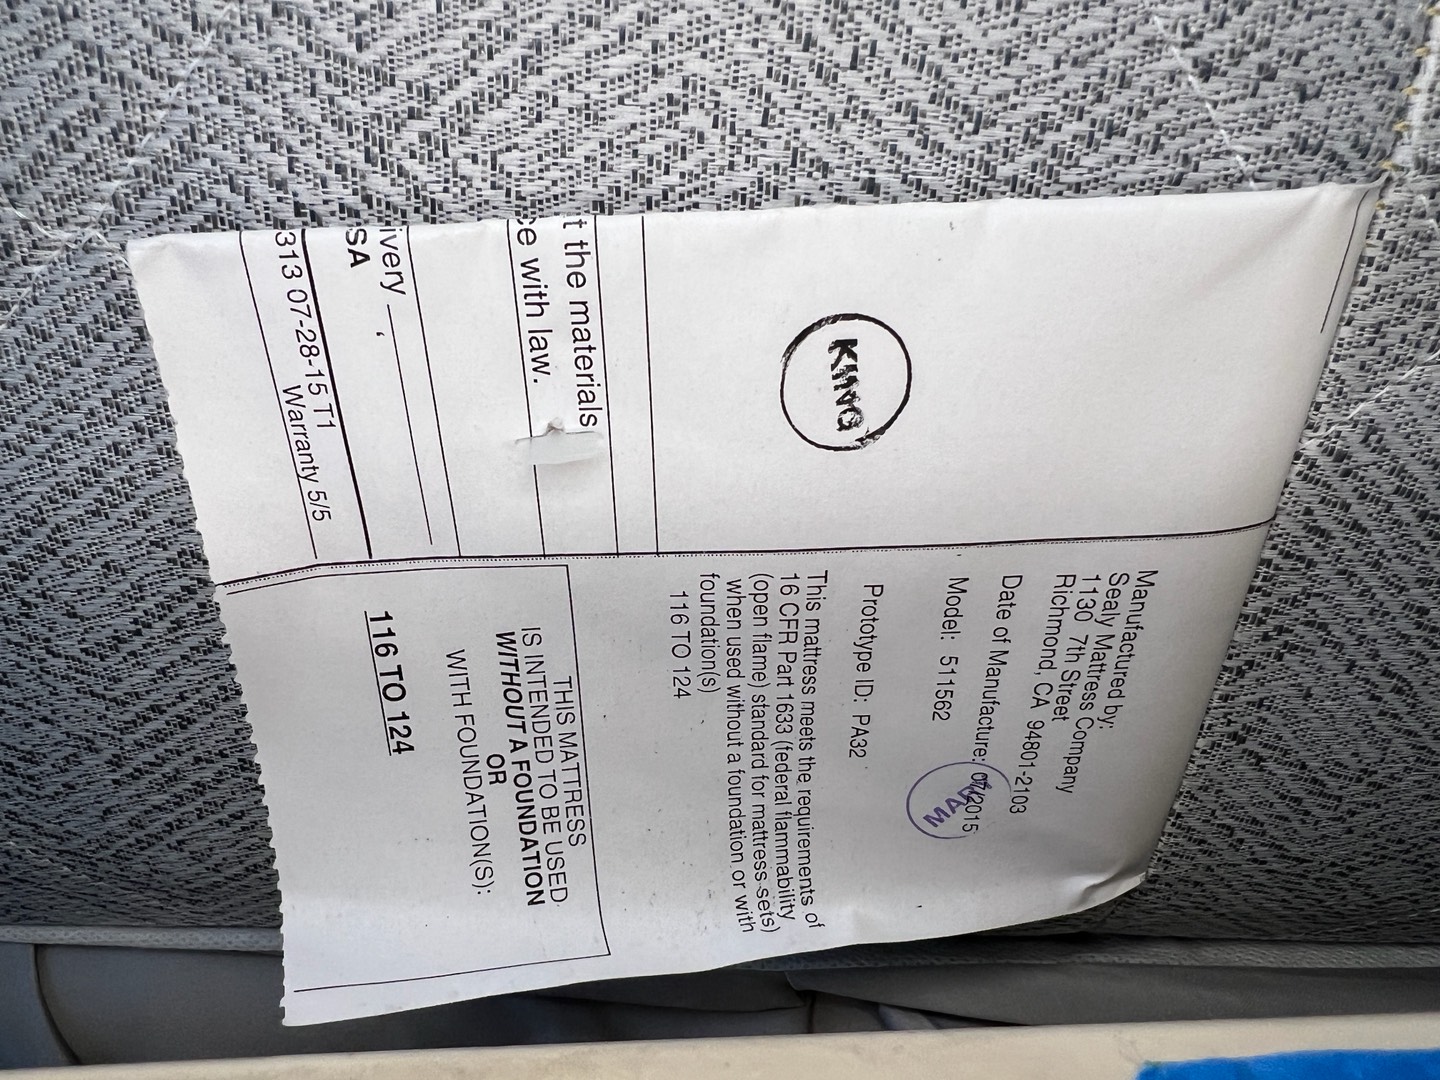 KING
t the materials
ce with law.
ivery
SA
313 07-28-15 T1
Warranty 5/5
Manufactured by:
Sealy Mattress Company
1130 7th Street
Richmond, CA 94801-2103
Date of Manufacture: 07/2015
Model: 511562
Prototype ID: PA32
This mattress meets the requirements of
16 CFR Part 1633 (federal flammability
(open flame) standard for mattress sets)
when used without a foundation or with
foundation(s)
116 TO 124
THIS MATTRESS
IS INTENDED TO BE USED
WITHOUT A FOUNDATION
OR
WITH FOUNDATION(S):
116 TO 124